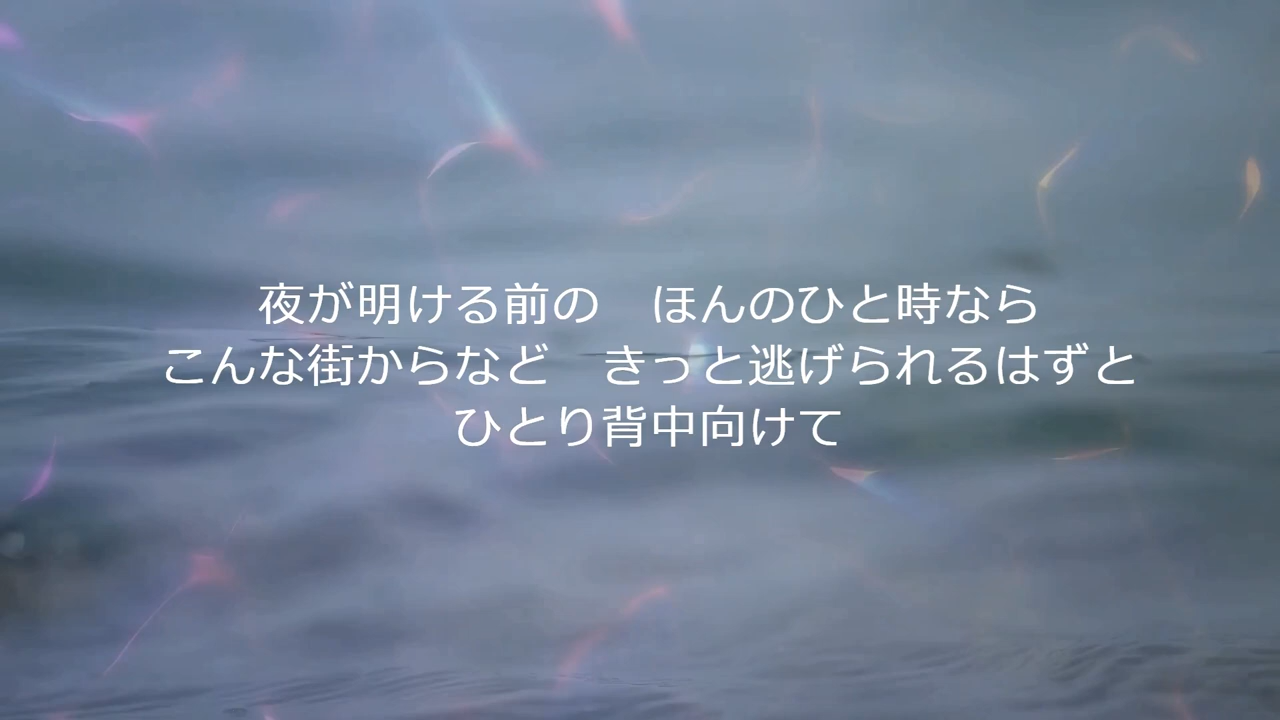 夜が明ける前の　ほんのひと時なら
こんな街からなど　きっと逃げられるはずと
ひとり背中向けて